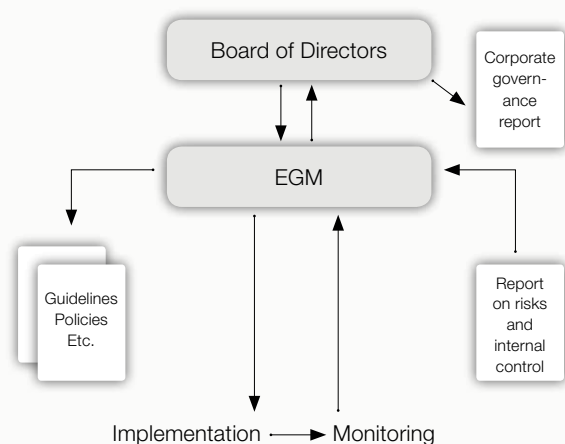 Board of Directors
Corporate
govern-
ance
report
EGM
Guidelines
Policies
Etc.
Report
on risks
and
internal
control
Implementation
Monitoring